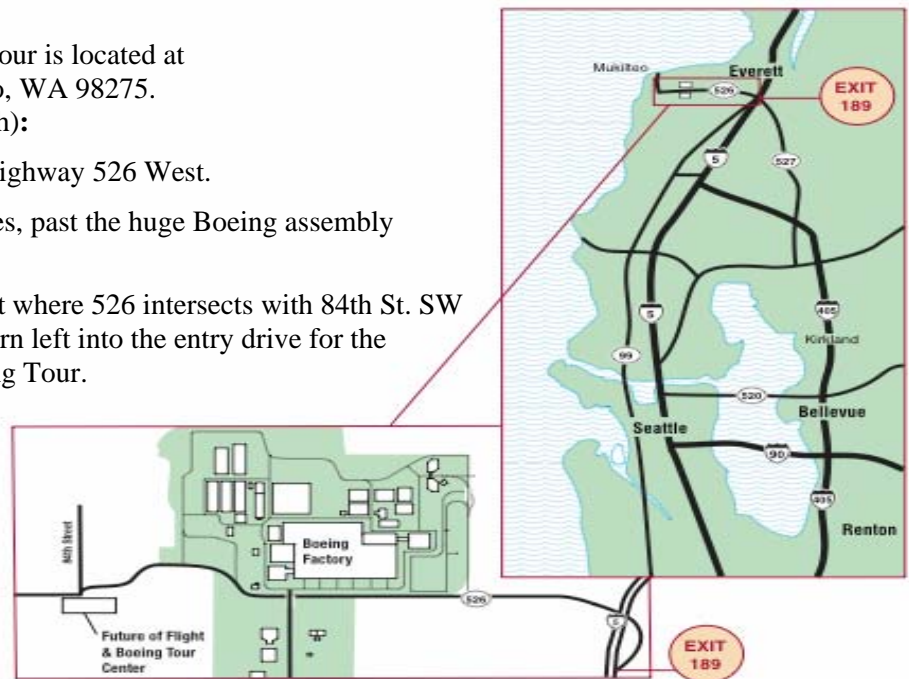 our is located at
o, WA 98275.
n):
ighway 526 West.
es, past the huge Boeing assembly
t where 526 intersects with 84th St. SW
rn left into the entry drive for the
ng Tour.
Mukilteo
Everett
526
EXIT
189
5
527
5
405
Kirkland
99
520
Bellevue
Seattle
90
405
Renton
84th Street
Boeing
Factory
526
5
Future of Flight
& Boeing Tour
Center
EXIT
189